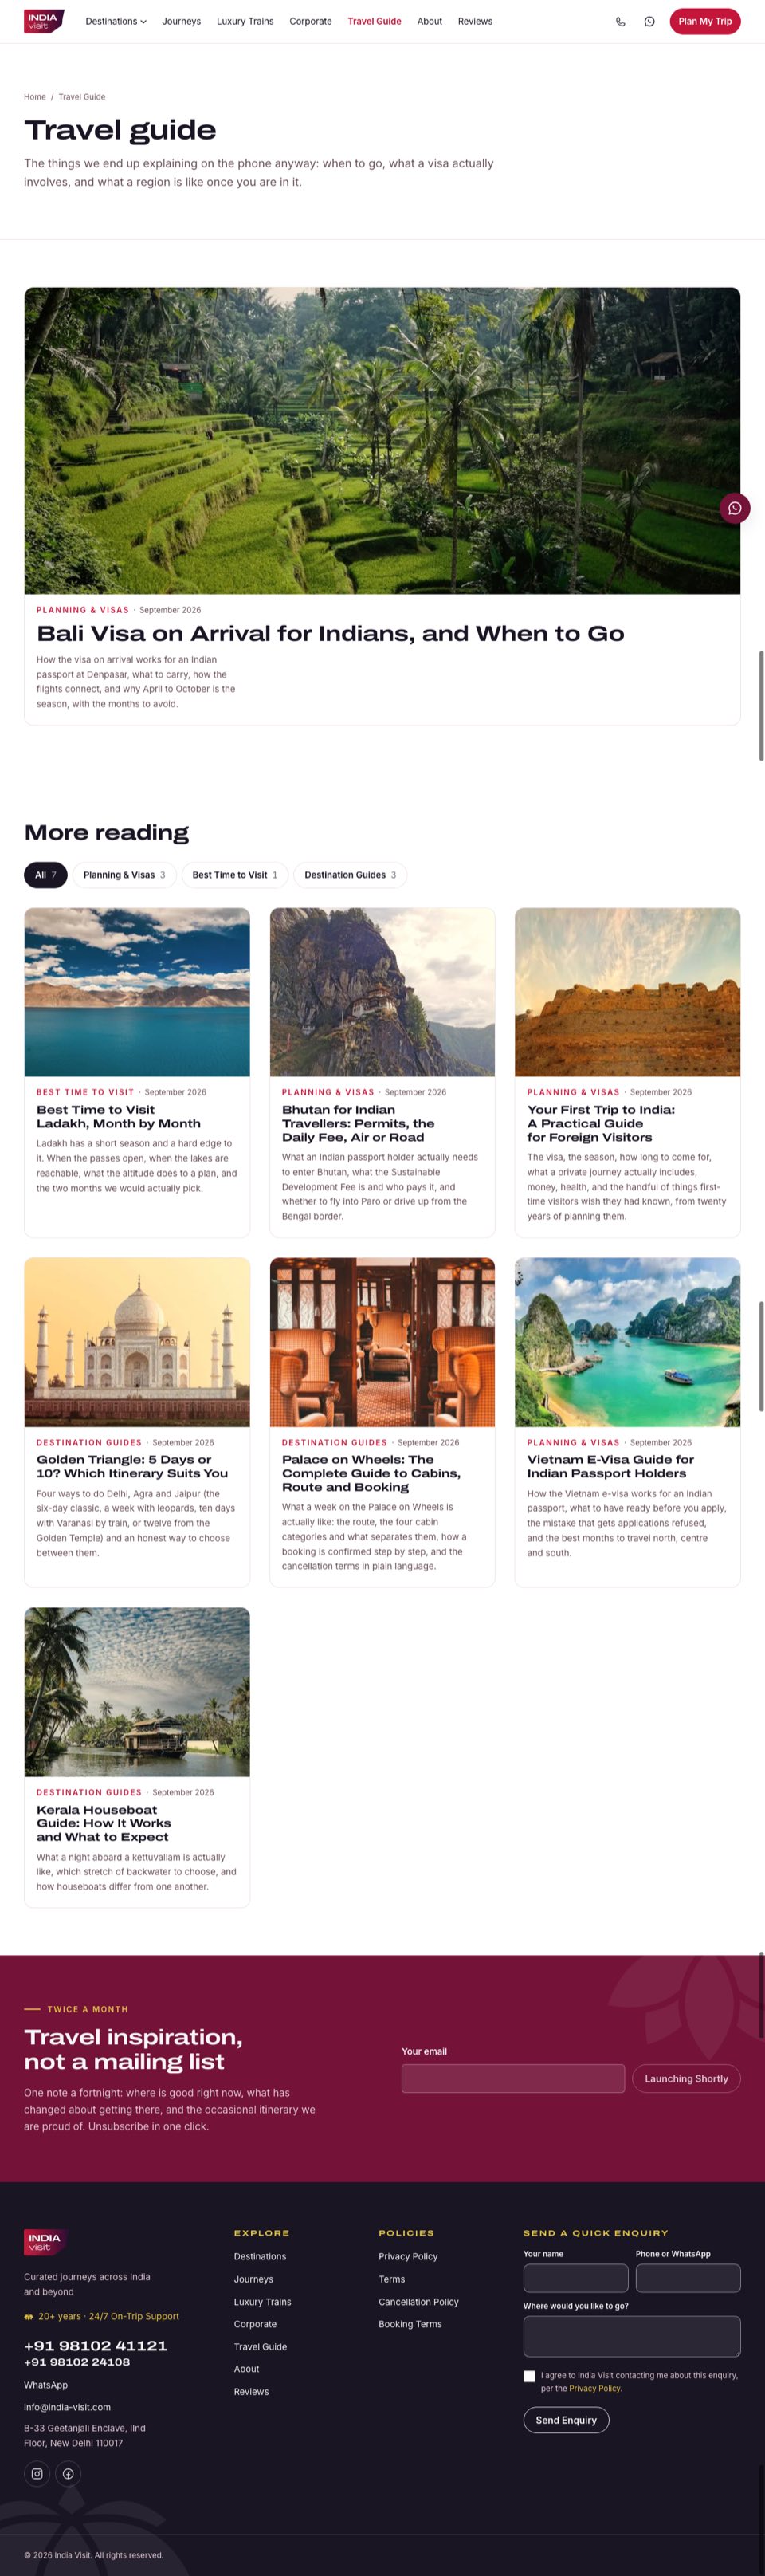 INDIA
visit
Destinations
Journeys
Luxury Trains
Corporate
Travel Guide
About
Reviews
Plan My Trip
Home / Travel Guide
Travel guide
The things we end up explaining on the phone anyway: when to go, what a visa actually
involves, and what a region is like once you are in it.
PLANNING & VISAS · September 2026
Bali Visa on Arrival for Indians, and When to Go
How the visa on arrival works for an Indian
passport at Denpasar, what to carry, how the
flights connect, and why April to October is the
season, with the months to avoid.
More reading
All 7
Planning & Visas 3
Best Time to Visit 1
Destination Guides 3
BEST TIME TO VISIT · September 2026
Best Time to Visit
Ladakh, Month by Month
Ladakh has a short season and a hard edge to
it. When the passes open, when the lakes are
reachable, what the altitude does to a plan, and
the two months we would actually pick.
PLANNING & VISAS · September 2026
Bhutan for Indian
Travellers: Permits, the
Daily Fee, Air or Road
What an Indian passport holder actually needs
to enter Bhutan, what the Sustainable
Development Fee is and who pays it, and
whether to fly into Paro or drive up from the
Bengal border.
PLANNING & VISAS · September 2026
Your First Trip to India:
A Practical Guide
for Foreign Visitors
The visa, the season, how long to come for,
what a private journey actually includes,
money, health, and the handful of things first-
time visitors wish they had known, from twenty
years of planning them.
DESTINATION GUIDES · September 2026
Golden Triangle: 5 Days or
10? Which Itinerary Suits You
Four ways to do Delhi, Agra and Jaipur (the
six-day classic, a week with leopards, ten days
with Varanasi by train, or twelve from the
Golden Temple) and an honest way to choose
between them.
DESTINATION GUIDES · September 2026
Palace on Wheels: The
Complete Guide to Cabins,
Route and Booking
What a week on the Palace on Wheels is
actually like: the route, the four cabin
categories and what separates them, how a
booking is confirmed step by step, and the
cancellation terms in plain language.
PLANNING & VISAS · September 2026
Vietnam E-Visa Guide for
Indian Passport Holders
How the Vietnam e-visa works for an Indian
passport, what to have ready before you apply,
the mistake that gets applications refused,
and the best months to travel north, centre
and south.
DESTINATION GUIDES · September 2026
Kerala Houseboat
Guide: How It Works
and What to Expect
What a night aboard a kettuvallam is actually
like, which stretch of backwater to choose, and
how houseboats differ from one another.
TWICE A MONTH
Travel inspiration,
not a mailing list
One note a fortnight: where is good right now, what has
changed about getting there, and the occasional itinerary we
are proud of. Unsubscribe in one click.
Your email
Launching Shortly
INDIA
visit
Curated journeys across India
and beyond
20+ years · 24/7 On-Trip Support
+91 98102 41121
+91 98102 24108
WhatsApp
info@india-visit.com
B-33 Geetanjali Enclave, IInd
Floor, New Delhi 110017
EXPLORE
Destinations
Journeys
Luxury Trains
Corporate
Travel Guide
About
Reviews
POLICIES
Privacy Policy
Terms
Cancellation Policy
Booking Terms
SEND A QUICK ENQUIRY
Your name
Phone or WhatsApp
Where would you like to go?
I agree to India Visit contacting me about this enquiry,
per the Privacy Policy.
Send Enquiry
© 2026 India Visit. All rights reserved.